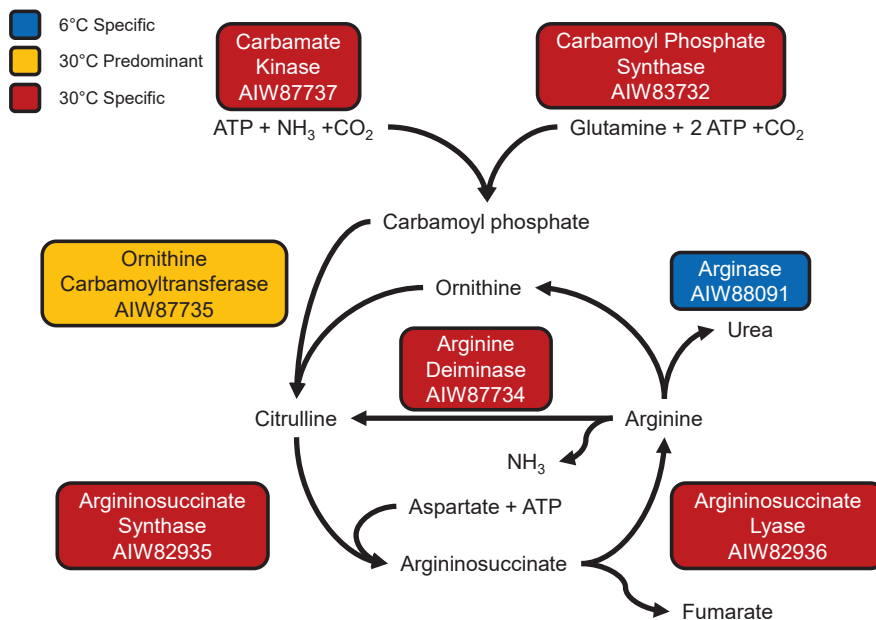 6°C Specific
30°C Predominant
30°C Specific
Carbamate
Kinase
AIW87737
Carbamoyl Phosphate
Synthase
AIW83732
ATP + NH3 +CO2
Glutamine + 2 ATP +CO2
Carbamoyl phosphate
Ornithine
Carbamoyltransferase
AIW87735
Ornithine
Arginase
AIW88091
Urea
Arginine
Deiminase
AIW87734
Citrulline
Arginine
NH3
Argininosuccinate
Synthase
AIW82935
Aspartate + ATP
Argininosuccinate
Lyase
AIW82936
Argininosuccinate
Fumarate